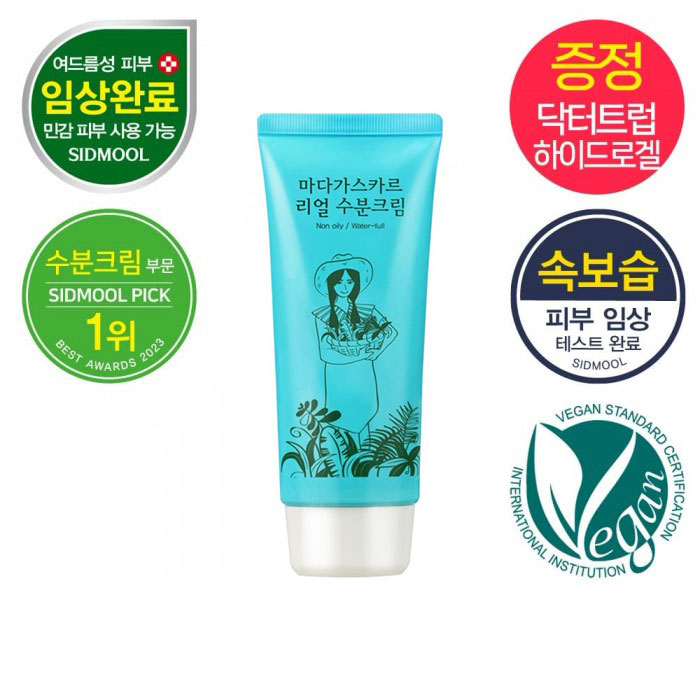 여드름성 피부
임상완료
민감 피부 사용 가능
SIDMOOL
증정
닥터트럽
하이드로겔
마다가스카르
리얼 수분크림
Non oily / Water-full
수분크림 부문
SIDMOOL PICK
1위
BEST AWARDS 2023
속보습
피부 임상
테스트 완료
SIDMOOL
VEGAN STANDARD CERTIFICATION
INTERNATIONAL INSTITUTION
Vegan